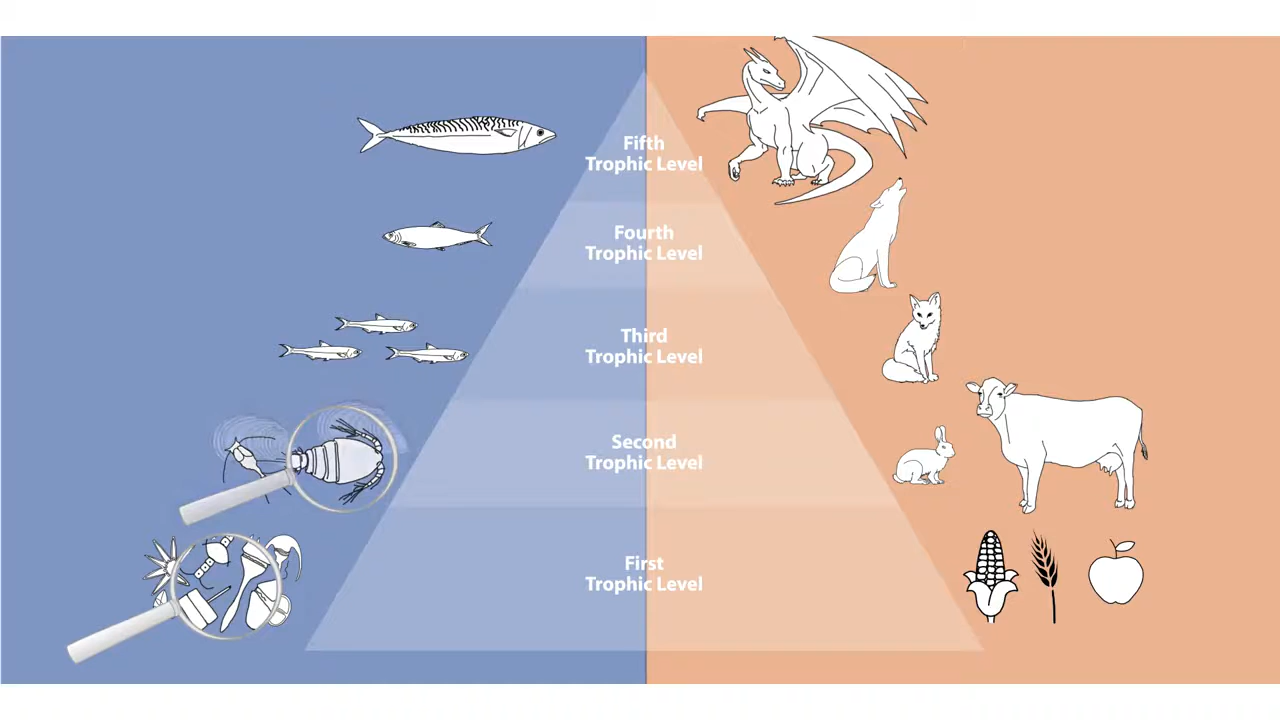 Fifth
Trophic Level
Fourth
Trophic Level
Third
Trophic Level
Second
Trophic Level
First
Trophic Level